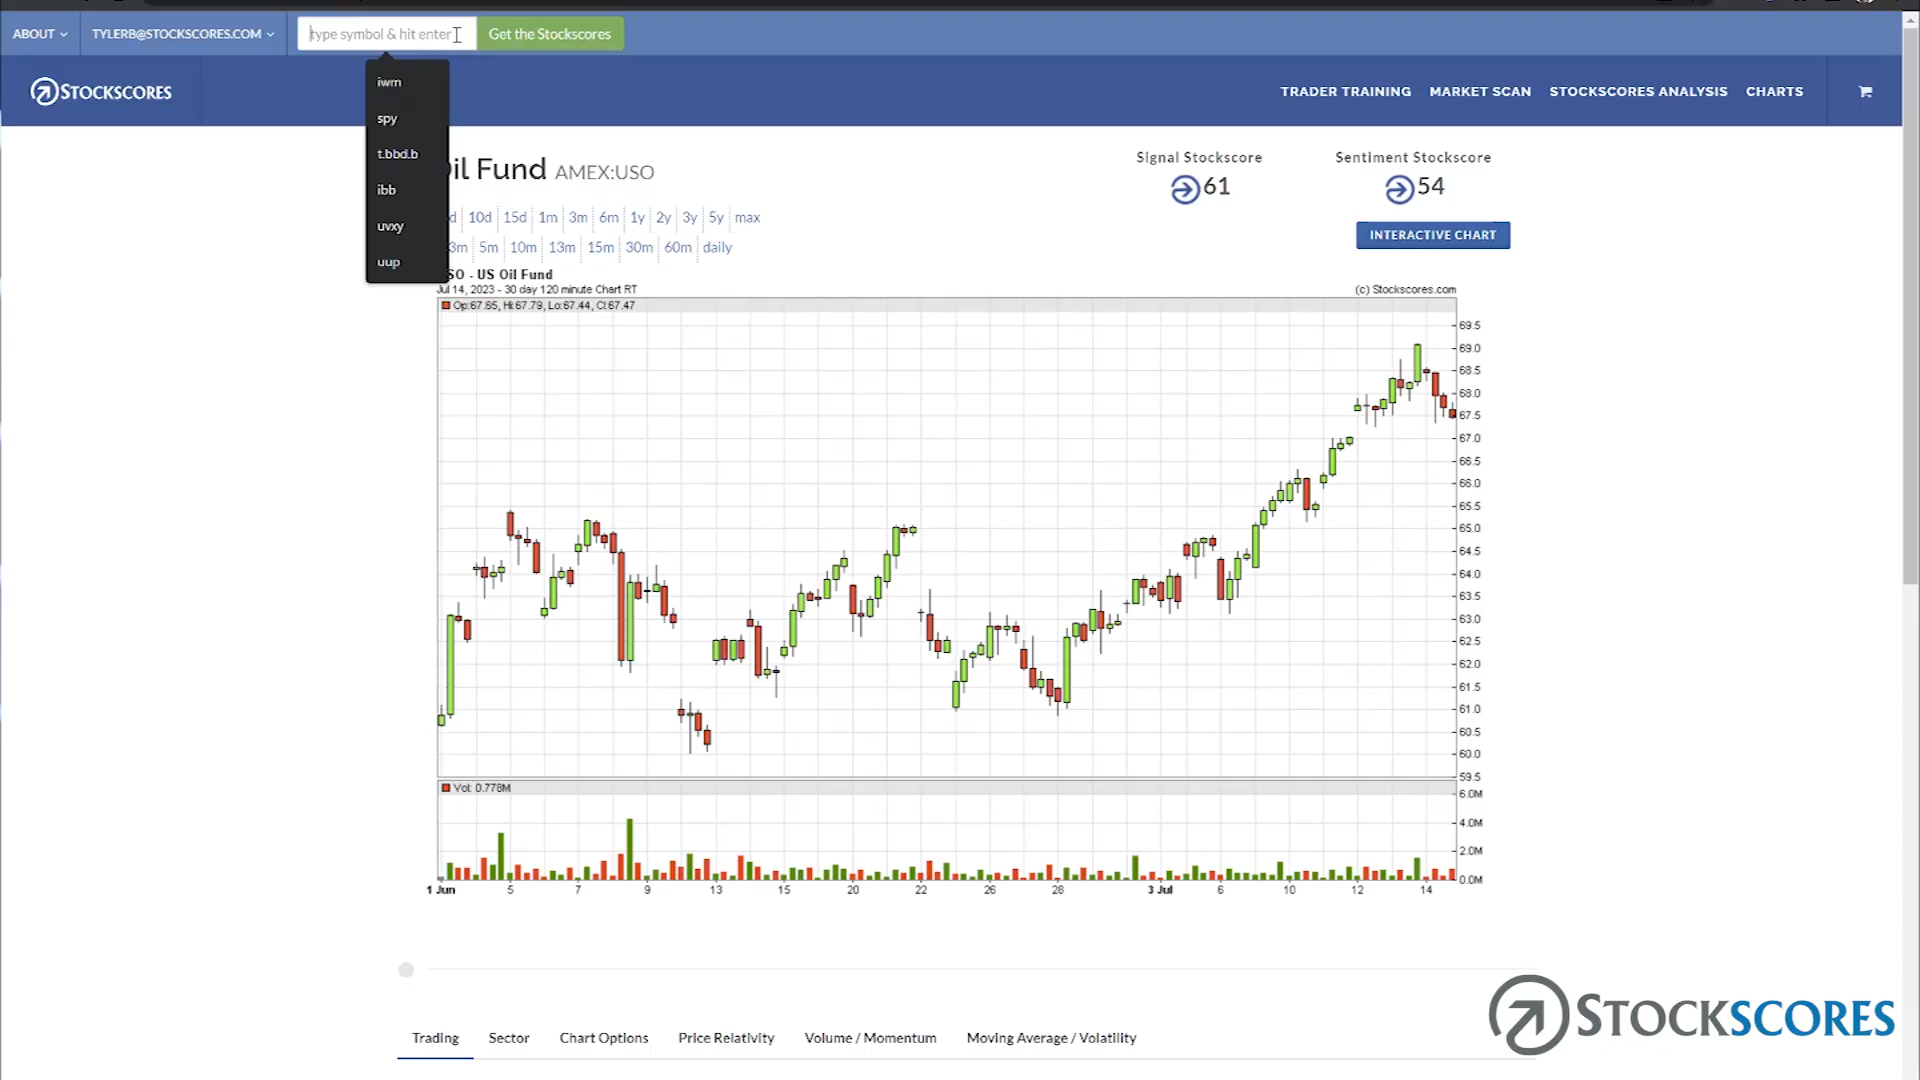 ABOUT
TYLERB@STOCKSCORES.COM
type symbol & hit enter
Get the Stockscores
iwm
spy
t.bbd.b
ibb
uvxy
uup
STOCKSCORES
TRADER TRAINING
MARKET SCAN
STOCKSCORES ANALYSIS
CHARTS
il Fund AMEX:USO
Signal Stockscore
61
Sentiment Stockscore
54
INTERACTIVE CHART
d 10d 15d 1m 3m 6m 1y 2y 3y 5y max
3m 5m 10m 13m 15m 30m 60m daily
SO - US Oil Fund
Jul 14, 2023 - 30 day 120 minute Chart RT
(c) Stockscores.com
Op:67.65, Hi:67.79, Lo:67.44, Cl:67.47
69.5
69.0
68.5
68.0
67.5
67.0
66.5
66.0
65.5
65.0
64.5
64.0
63.5
63.0
62.5
62.0
61.5
61.0
60.5
60.0
59.5
Vol: 0.778M
6.0M
4.0M
2.0M
0.0M
1 Jun 5 7 9 13 15 20 22 26 28 3 Jul 6 10 12 14
Trading
Sector
Chart Options
Price Relativity
Volume / Momentum
Moving Average / Volatility
STOCKSCORES